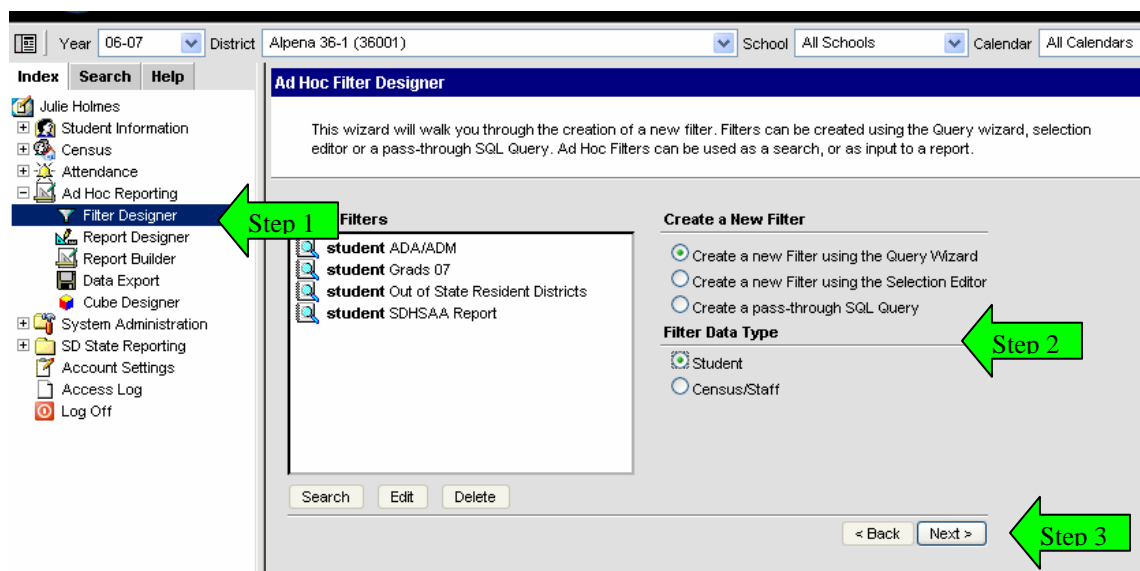 Year 06-07 District Alpena 36-1 (36001) School All Schools Calendar All Calendars
Index Search Help
Julie Holmes
Student Information
Census
Attendance
Ad Hoc Reporting
Filter Designer
Report Designer
Report Builder
Data Export
Cube Designer
System Administration
SD State Reporting
Account Settings
Access Log
Log Off
Step 1
Ad Hoc Filter Designer
This wizard will walk you through the creation of a new filter. Filters can be created using the Query wizard, selection
editor or a pass-through SQL Query. Ad Hoc Filters can be used as a search, or as input to a report.
Filters
student ADA/ADM
student Grads 07
student Out of State Resident Districts
student SDHSAA Report
Search Edit Delete
Create a New Filter
Create a new Filter using the Query Wizard
Create a new Filter using the Selection Editor
Create a pass-through SQL Query
Filter Data Type
Student
Census/Staff
Step 2
< Back Next >
Step 3